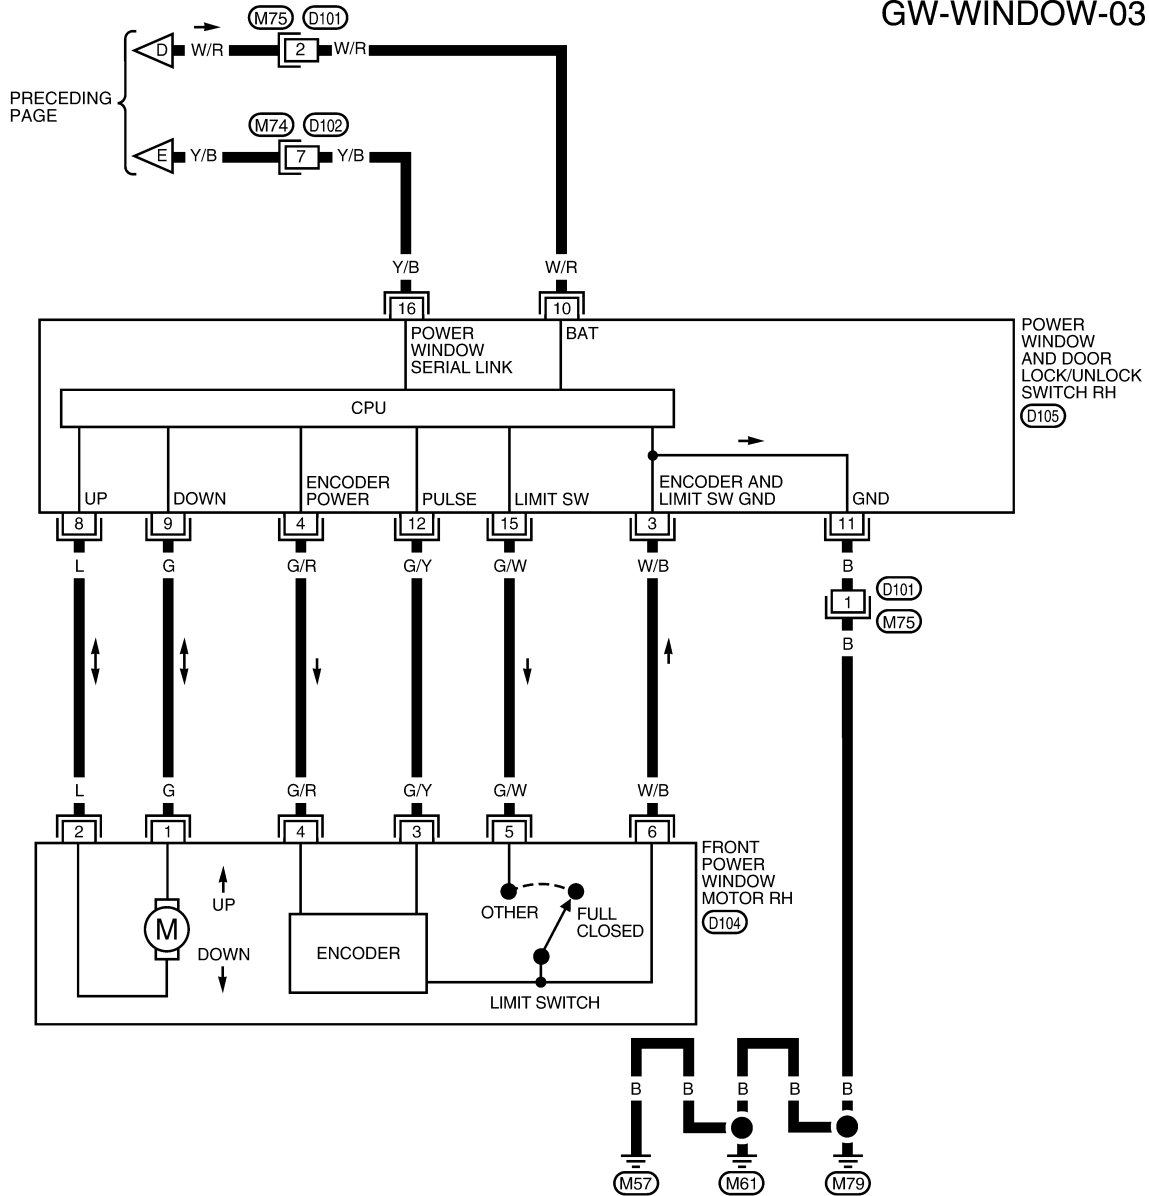 GW-WINDOW-03
M75 D101
D W/R 2 W/R
PRECEDING
PAGE
M74 D102
E Y/B 7 Y/B
Y/B W/R
16 10
POWER
WINDOW
SERIAL LINK
BAT
POWER
WINDOW
AND DOOR
LOCK/UNLOCK
SWITCH RH
D105
CPU
UP
DOWN
ENCODER
POWER
PULSE
LIMIT SW
ENCODER AND
LIMIT SW GND
GND
8 9 4 12 15 3 11
L G G/R G/Y G/W W/B B
1
D101
M75
B
L G G/R G/Y G/W W/B
2 1 4 3 5 6
FRONT
POWER
WINDOW
MOTOR RH
D104
UP
M
DOWN
ENCODER
OTHER
FULL
CLOSED
LIMIT SWITCH
B B B B B
M57 M61 M79